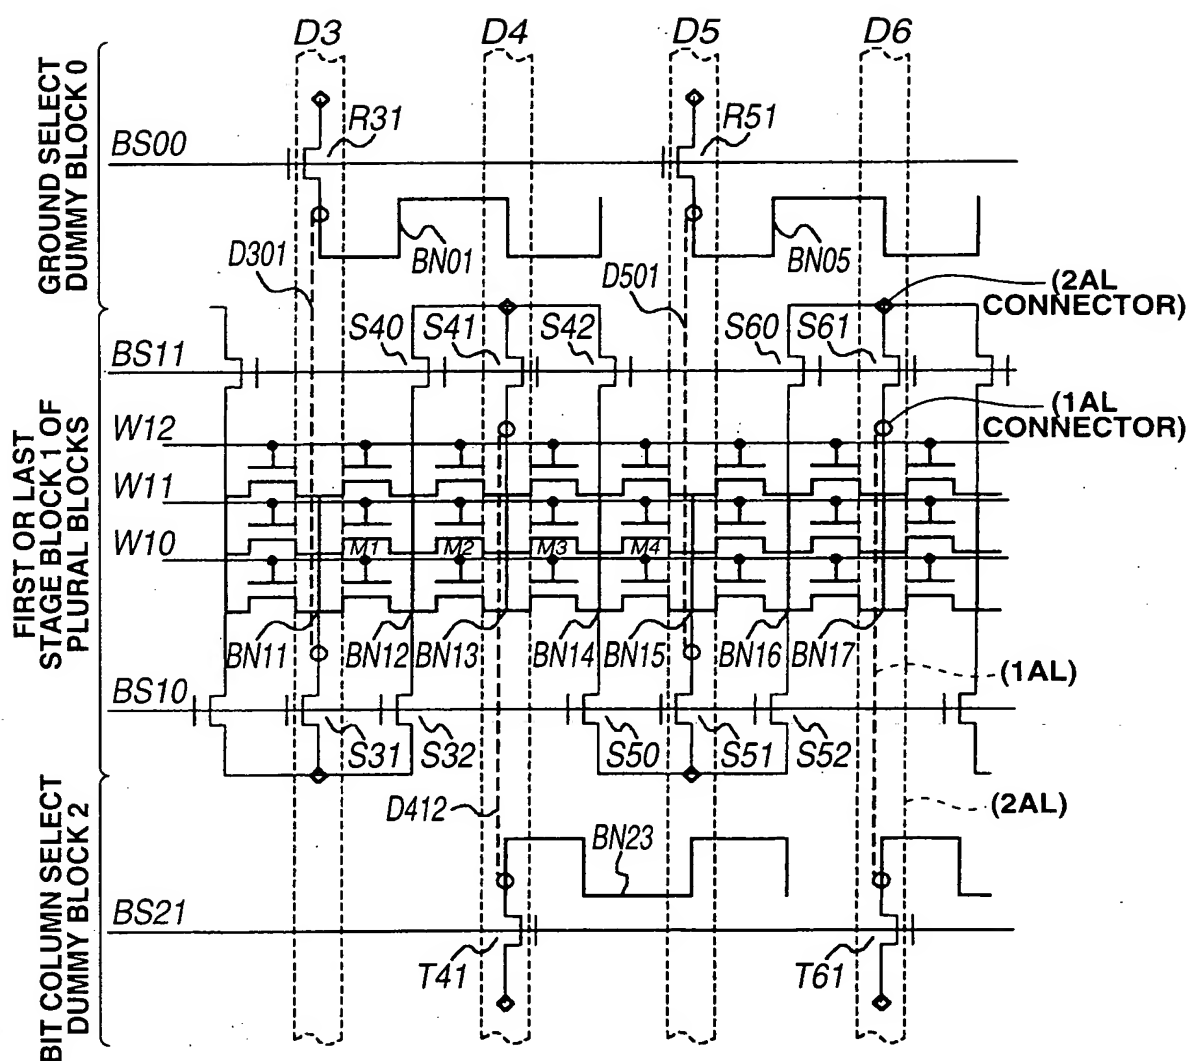 D3 D4 D5 D6
GROUND SELECT
DUMMY BLOCK 0
BS00
R31
R51
BN01
BN05
D301
D501
(2AL
CONNECTOR)
S40
S41
S42
S60
S61
BS11
(1AL
CONNECTOR)
FIRST OR LAST
STAGE BLOCK 1 OF
PLURAL BLOCKS
W12
W11
W10
M1
M2
M3
M4
BN11
BN12
BN13
BN14
BN15
BN16
BN17
(1AL)
BS10
S31
S32
S50
S51
S52
BIT COLUMN SELECT
DUMMY BLOCK 2
D412
(2AL)
BN23
BS21
T41
T61